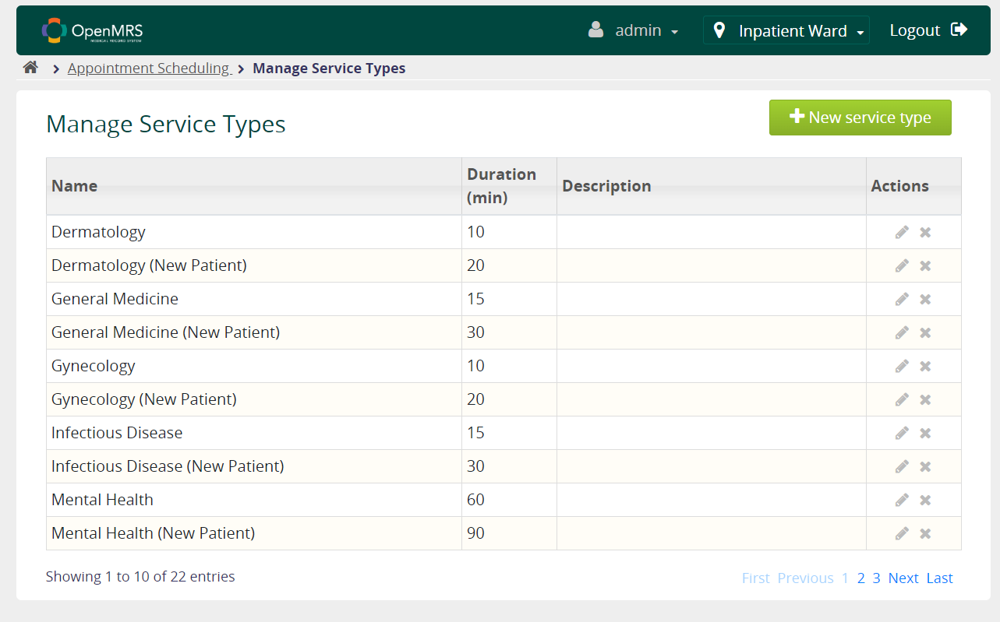 OpenMRS
MEDICAL RECORD SYSTEM
admin
Inpatient Ward
Logout
Appointment Scheduling
Manage Service Types
Manage Service Types
New service type
Name Duration (min) Description Actions
Dermatology 10
Dermatology (New Patient) 20
General Medicine 15
General Medicine (New Patient) 30
Gynecology 10
Gynecology (New Patient) 20
Infectious Disease 15
Infectious Disease (New Patient) 30
Mental Health 60
Mental Health (New Patient) 90
Showing 1 to 10 of 22 entries
First Previous 1 2 3 Next Last